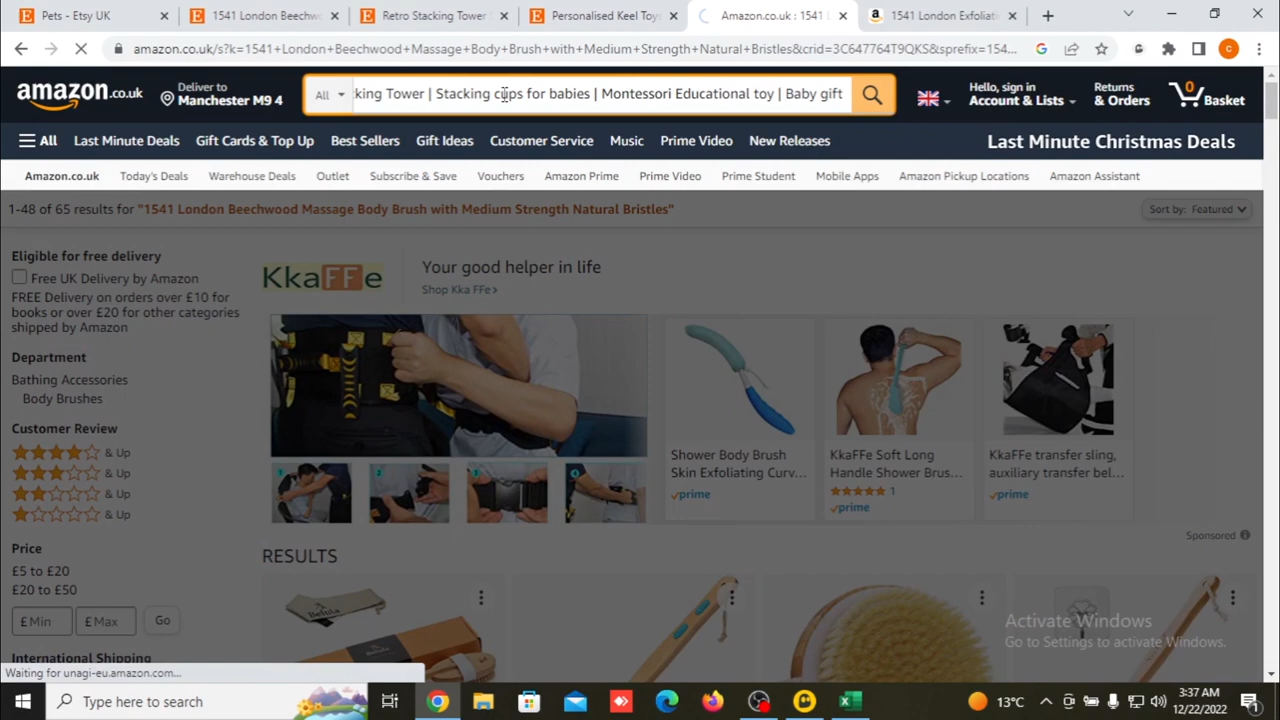 Pets - Etsy UK
1541 London Beechw
Retro Stacking Tower
Personalised Keel Toys
Amazon.co.uk : 1541 L
1541 London Exfoliati
amazon.co.uk/s?k=1541+London+Beechwood+Massage+Body+Brush+with+Medium+Strength+Natural+Bristles&crid=3C647764T9QKS&sprefix=154...
amazon.co.uk
Deliver to
Manchester M9 4
All
king Tower | Stacking cups for babies | Montessori Educational toy | Baby gift
Hello, sign in
Account & Lists
Returns
& Orders
0
Basket
All
Last Minute Deals
Gift Cards & Top Up
Best Sellers
Gift Ideas
Customer Service
Music
Prime Video
New Releases
Last Minute Christmas Deals
Amazon.co.uk
Today's Deals
Warehouse Deals
Outlet
Subscribe & Save
Vouchers
Amazon Prime
Prime Video
Prime Student
Mobile Apps
Amazon Pickup Locations
Amazon Assistant
1-48 of 65 results for "1541 London Beechwood Massage Body Brush with Medium Strength Natural Bristles"
Sort by: Featured
Eligible for free delivery
Free UK Delivery by Amazon
FREE Delivery on orders over £10 for
books or over £20 for other categories
shipped by Amazon
Department
Bathing Accessories
Body Brushes
Customer Review
& Up
& Up
& Up
& Up
Price
£5 to £20
£20 to £50
£ Min
£ Max
Go
International Shipping
KkaFFe
Your good helper in life
Shop Kka FFe>
Shower Body Brush
Skin Exfoliating Curv...
prime
KkaFFe Soft Long
Handle Shower Brus...
1
prime
KkaFFe transfer sling,
auxiliary transfer bel...
prime
Sponsored
RESULTS
Betula
Activate Windows
Go to Settings to activate Windows.
Waiting for unagi-eu.amazon.com...
Type here to search
13°C
3:37 AM
12/22/2022
1